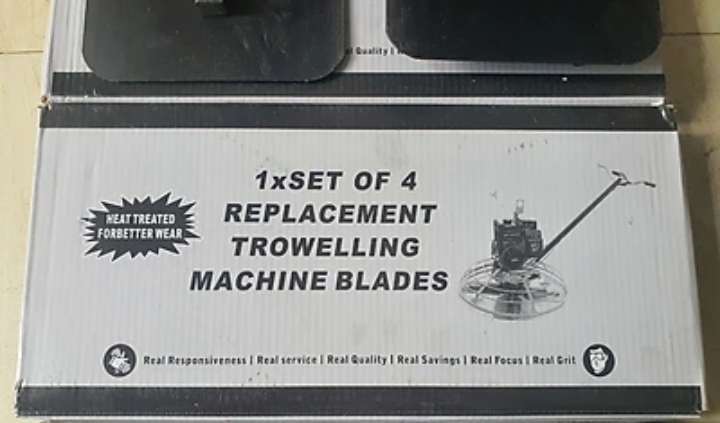 Quality |
1xSET OF 4
REPLACEMENT
TROWELLING
MACHINE BLADES
HEAT TREATED
FORBETTER WEAR
Real Responsiveness | Real service | Real Quality | Real Savings | Real Focus | Real Grit